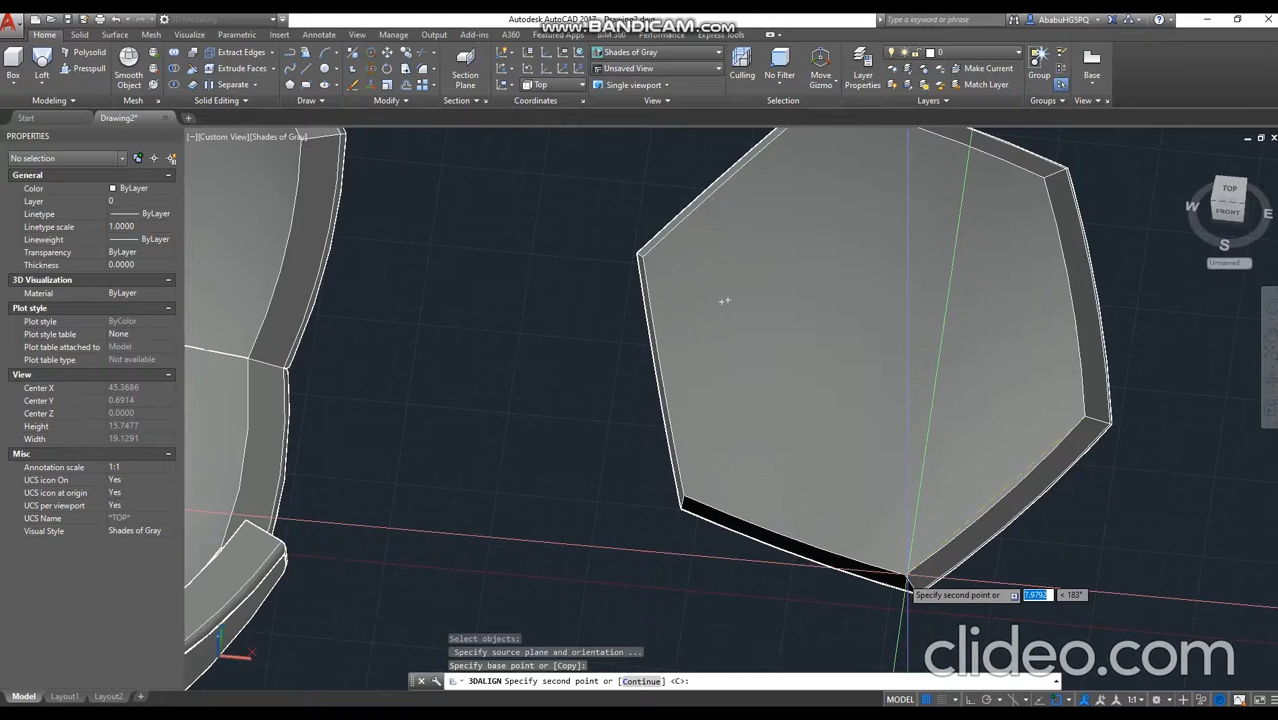 Autodesk AutoCAD 2017 Drawing2.dwg
WWW.BANDICAM.COM
3D Modeling
Type a keyword or phrase
AbabuHGSPQ
Home Solid Surface Mesh Visualize Parametric Insert Annotate View Manage Output Add-ins A360 Featured Apps BIM 360 Performance Express Tools
Polysolid Extract Edges Shades of Gray 0
Presspull Extrude Faces Unsaved View Make Current
Box Loft Smooth Object Separate Section Plane Top Single viewport Culling No Filter Move Gizmo Layer Properties Match Layer Group Base
Modeling Mesh Solid Editing Draw Modify Section Coordinates View Selection Layers Groups View
Start Drawing2*
PROPERTIES
[−][Custom View][Shades of Gray]
No selection
General
Color ByLayer
Layer 0
Linetype ByLayer
Linetype scale 1.0000
Lineweight ByLayer
Transparency ByLayer
Thickness 0.0000
3D Visualization
Material ByLayer
Plot style
Plot style ByColor
Plot style table None
Plot table attached to Model
Plot table type Not available
View
Center X 45.3686
Center Y 0.6914
Center Z 0.0000
Height 15.7477
Width 19.1291
Misc
Annotation scale 1:1
UCS icon On Yes
UCS icon at origin Yes
UCS per viewport Yes
UCS Name *TOP*
Visual Style Shades of Gray
TOP
W FRONT E
S
Unnamed
Specify second point or 7.9792 < 183°
Select objects:
Specify source plane and orientation ...
Specify base point or [Copy]:
3DALIGN Specify second point or [Continue] <C>:
clideo.com
Model Layout1 Layout2 +
MODEL 1:1